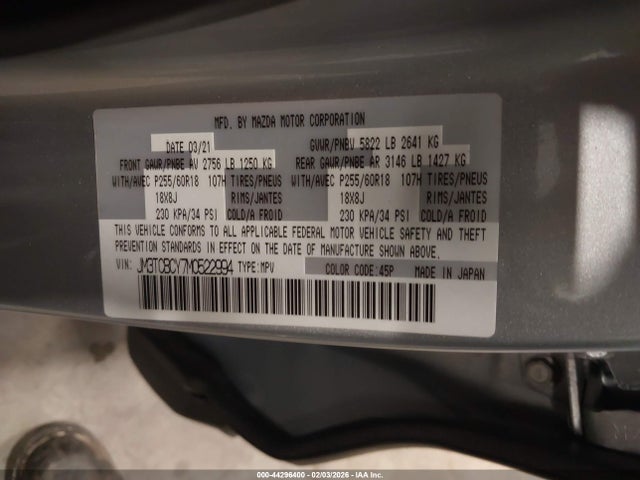 MFD. BY MAZDA MOTOR CORPORATION
DATE 03/21 GVWR/PNBV 5822 LB 2641 KG
FRONT GAWR/PNBE AV 2756 LB 1250 KG REAR GAWR/PNBE AR 3146 LB 1427 KG
WITH/AVEC P255/60R18 107H TIRES/PNEUS WITH/AVEC P255/60R18 107H TIRES/PNEUS
18X8J RIMS/JANTES 18X8J RIMS/JANTES
230 KPA/34 PSI COLD/A FROID 230 KPA/34 PSI COLD/A FROID
THIS VEHICLE CONFORMS TO ALL APPLICABLE FEDERAL MOTOR VEHICLE SAFETY AND THEFT
PREVENTION STANDARDS IN EFFECT ON THE DATE OF MANUFACTURE SHOWN ABOVE.
VIN: JM3TCBCY7M0522994 TYPE:MPV COLOR CODE:45P MADE IN JAPAN
000-44296400 - 02/03/2026 - IAA Inc.